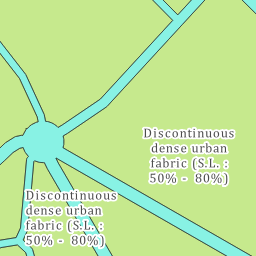 Discontinuous
dense urban
fabric (S.L. :
50% -  80%)
Discontinuous
dense urban
fabric (S.L. :
50% -  80%)